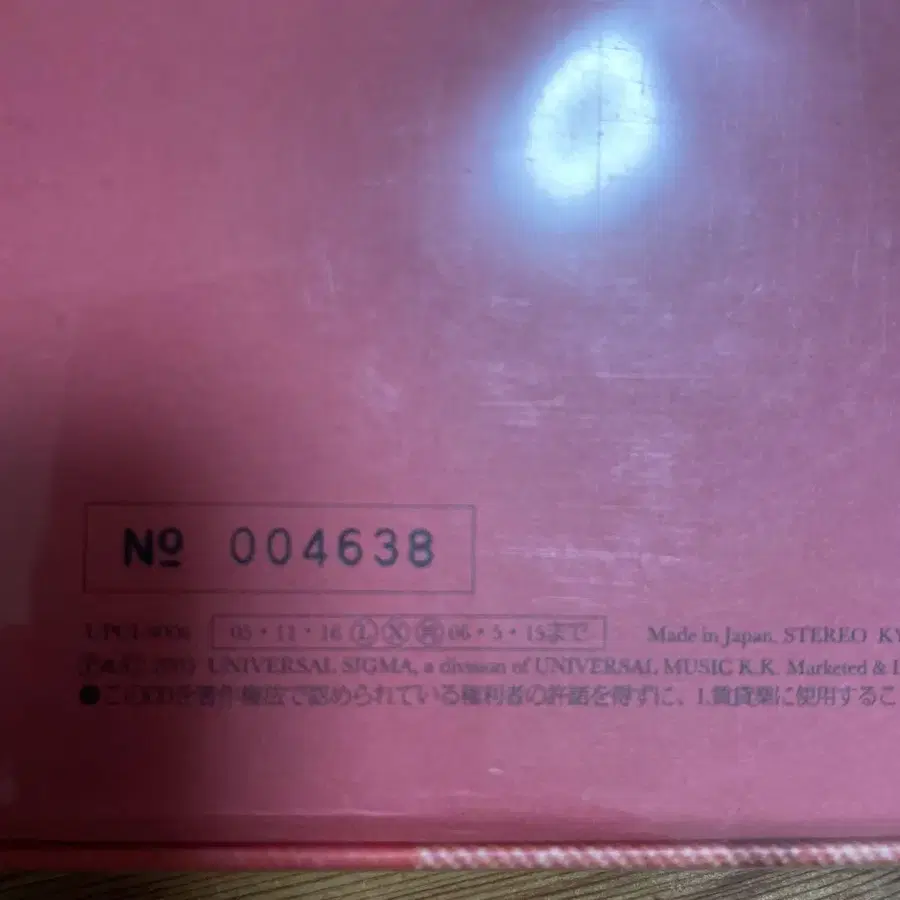 № 004638
05・11・16 Ⓛ Ⓧ 06・5・15まで Made in Japan. STEREO KY
UNIVERSAL SIGMA, a division of UNIVERSAL MUSIC K.K. Marketed &
●このCDを著作権法で認められている権利者の許諾を得ずに、1.賃貸業に使用するこ